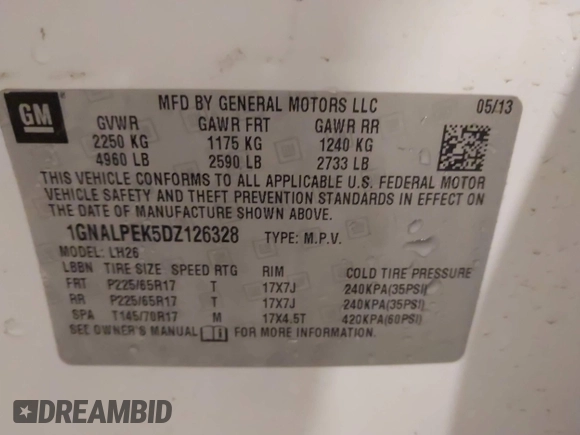 GM
MFD BY GENERAL MOTORS LLC 05/13
GVWR GAWR FRT GAWR RR
2250 KG 1175 KG 1240 KG
4960 LB 2590 LB 2733 LB
THIS VEHICLE CONFORMS TO ALL APPLICABLE U.S. FEDERAL MOTOR
VEHICLE SAFETY AND THEFT PREVENTION STANDARDS IN EFFECT ON
THE DATE OF MANUFACTURE SHOWN ABOVE.
1GNALPEK5DZ126328 TYPE: M.P.V.
MODEL: LH26
LBBN TIRE SIZE SPEED RTG RIM COLD TIRE PRESSURE
FRT P225/65R17 T 17X7J 240KPA(35PSI)
RR P225/65R17 T 17X7J 240KPA(35PSI)
SPA T145/70R17 M 17X4.5T 420KPA(60PSI)
SEE OWNER'S MANUAL FOR MORE INFORMATION.
DREAMBID